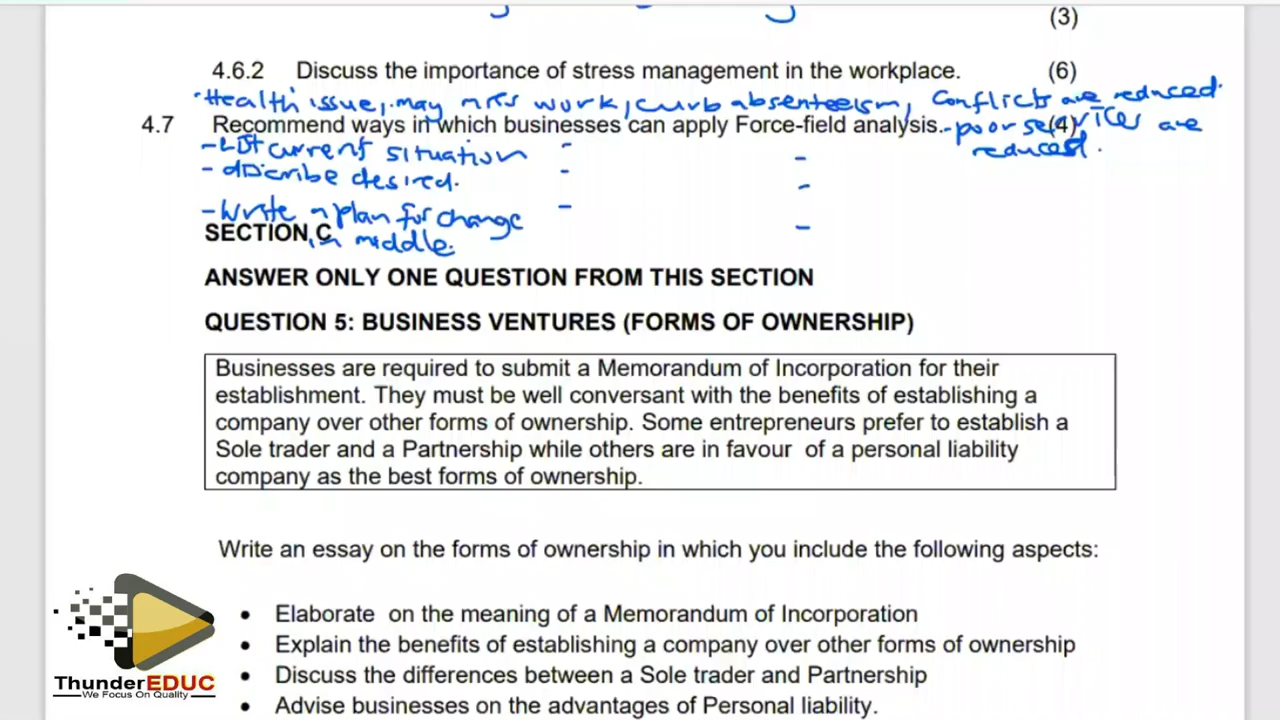 (3)
4.6.2 Discuss the importance of stress management in the workplace. (6)
Health issue, may miss work, curb absenteeism, Conflicts are reduced.
4.7 Recommend ways in which businesses can apply Force-field analysis. (4)
- poor services are
reduced.
- List current situation
- describe desired.
- Write a plan for change
in middle.
SECTION C
ANSWER ONLY ONE QUESTION FROM THIS SECTION
QUESTION 5: BUSINESS VENTURES (FORMS OF OWNERSHIP)
Businesses are required to submit a Memorandum of Incorporation for their
establishment. They must be well conversant with the benefits of establishing a
company over other forms of ownership. Some entrepreneurs prefer to establish a
Sole trader and a Partnership while others are in favour of a personal liability
company as the best forms of ownership.
Write an essay on the forms of ownership in which you include the following aspects:
• Elaborate on the meaning of a Memorandum of Incorporation
• Explain the benefits of establishing a company over other forms of ownership
• Discuss the differences between a Sole trader and Partnership
• Advise businesses on the advantages of Personal liability.
ThunderEDUC
We Focus On Quality